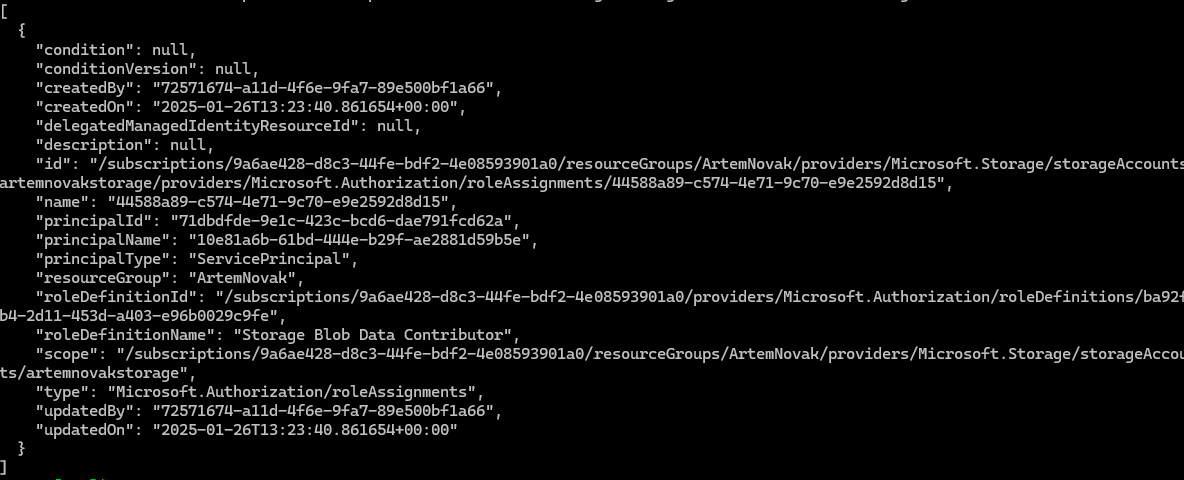 [
  {
    "condition": null,
    "conditionVersion": null,
    "createdBy": "72571674-a11d-4f6e-9fa7-89e500bf1a66",
    "createdOn": "2025-01-26T13:23:40.861654+00:00",
    "delegatedManagedIdentityResourceId": null,
    "description": null,
    "id": "/subscriptions/9a6ae428-d8c3-44fe-bdf2-4e08593901a0/resourceGroups/ArtemNovak/providers/Microsoft.Storage/storageAccounts
artemnovakstorage/providers/Microsoft.Authorization/roleAssignments/44588a89-c574-4e71-9c70-e9e2592d8d15",
    "name": "44588a89-c574-4e71-9c70-e9e2592d8d15",
    "principalId": "71dbdfde-9e1c-423c-bcd6-dae791fcd62a",
    "principalName": "10e81a6b-61bd-444e-b29f-ae2881d59b5e",
    "principalType": "ServicePrincipal",
    "resourceGroup": "ArtemNovak",
    "roleDefinitionId": "/subscriptions/9a6ae428-d8c3-44fe-bdf2-4e08593901a0/providers/Microsoft.Authorization/roleDefinitions/ba92f
b4-2d11-453d-a403-e96b0029c9fe",
    "roleDefinitionName": "Storage Blob Data Contributor",
    "scope": "/subscriptions/9a6ae428-d8c3-44fe-bdf2-4e08593901a0/resourceGroups/ArtemNovak/providers/Microsoft.Storage/storageAccou
ts/artemnovakstorage",
    "type": "Microsoft.Authorization/roleAssignments",
    "updatedBy": "72571674-a11d-4f6e-9fa7-89e500bf1a66",
    "updatedOn": "2025-01-26T13:23:40.861654+00:00"
  }
]